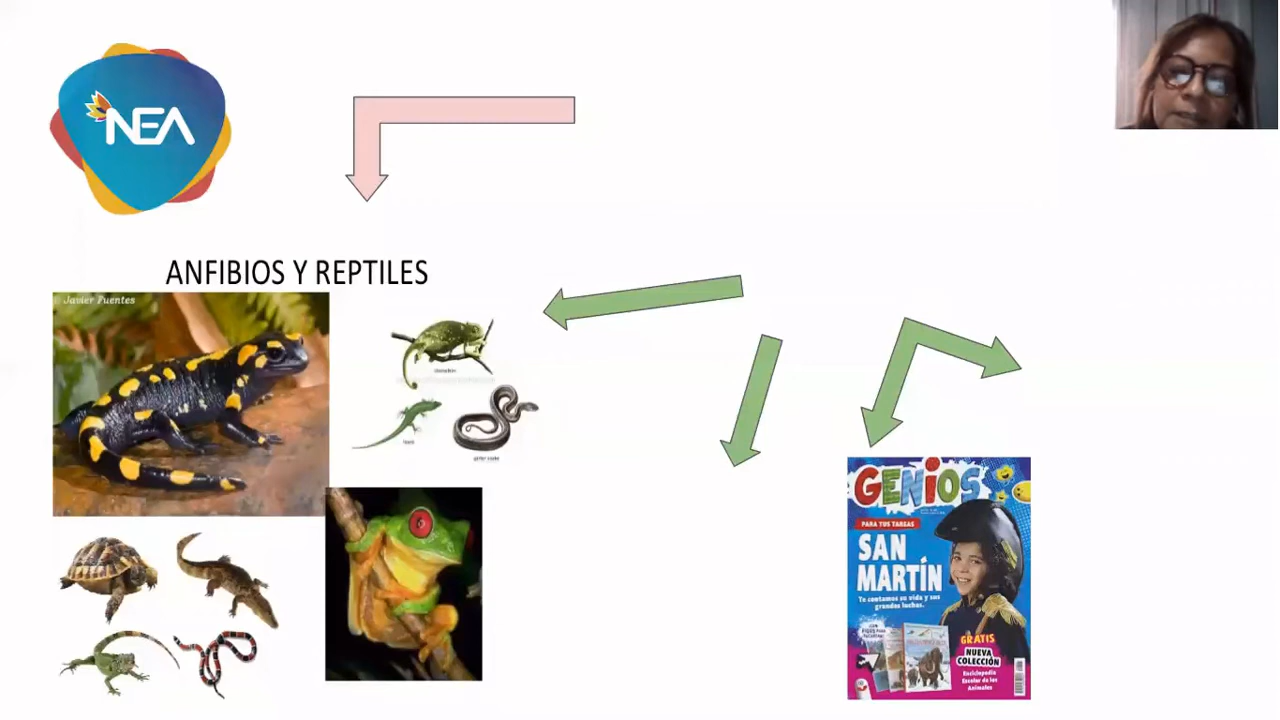 NEA
ANFIBIOS Y REPTILES
© Javier Fuentes
GENIOS
PARA TUS TAREAS
SAN
MARTÍN
Te contamos su vida y sus
grandes luchas.
GRATIS
NUEVA
COLECCIÓN
Enciclopedia
Escolar de los
Animales